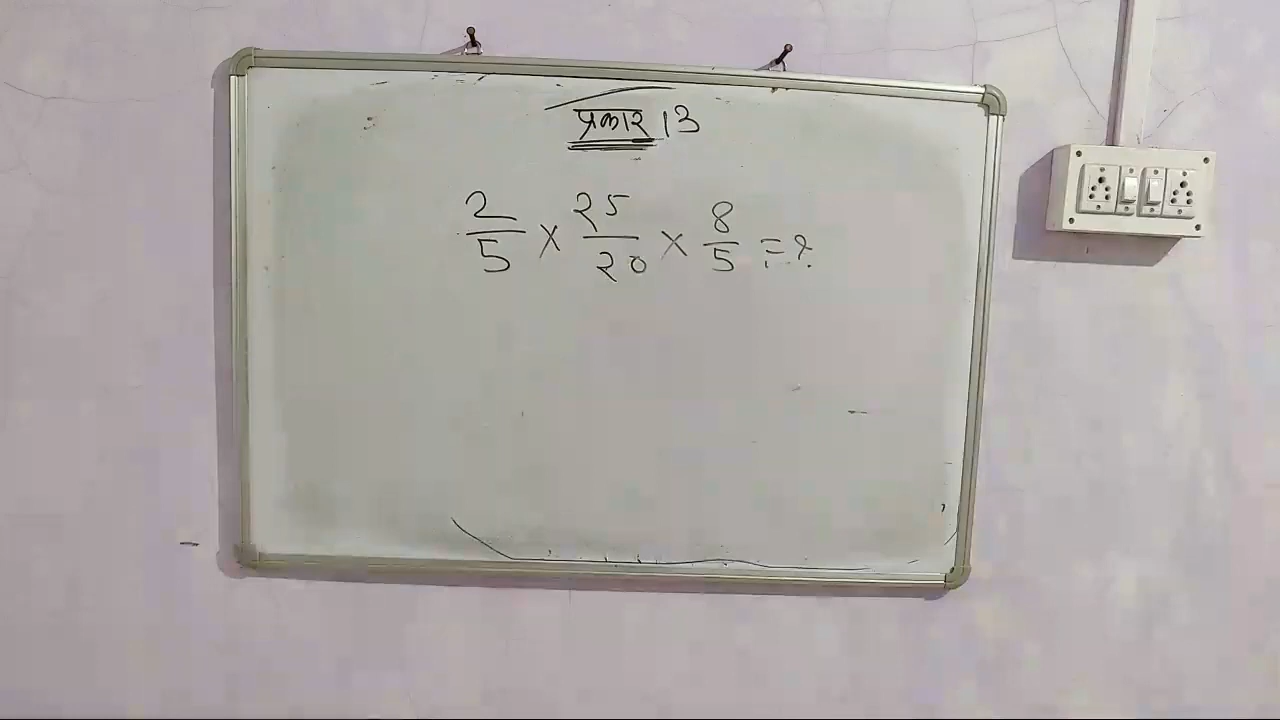 प्रकार 13
2/5 × 25/20 × 8/5 = ?